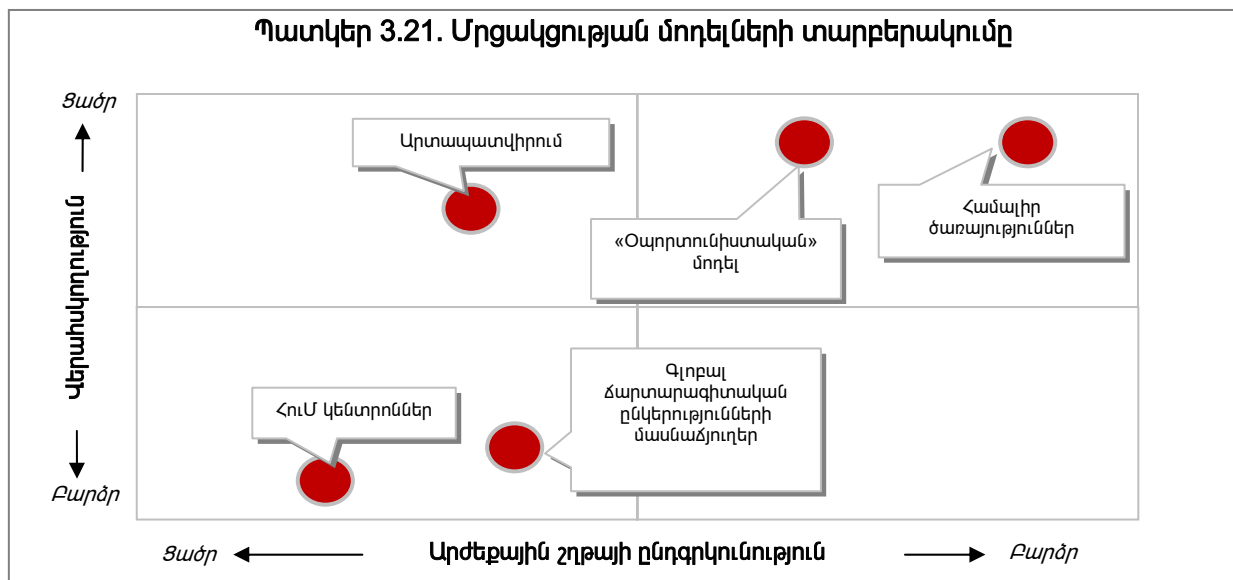 Պատկեր 3.21. Մրցակցության մոդելների տարբերակումը
Ցածր
Արտապատվիրում
Համալիր
ծառայություններ
«Օպորտունիստական»
մոդել
Վերահսկողություն
Գլոբալ
ճարտարագիտական
ընկերությունների
մասնաճյուղեր
ՀուՄ կենտրոններ
Բարձր
Ցածր
Արժեքային շղթայի ընդգրկունություն
Բարձր